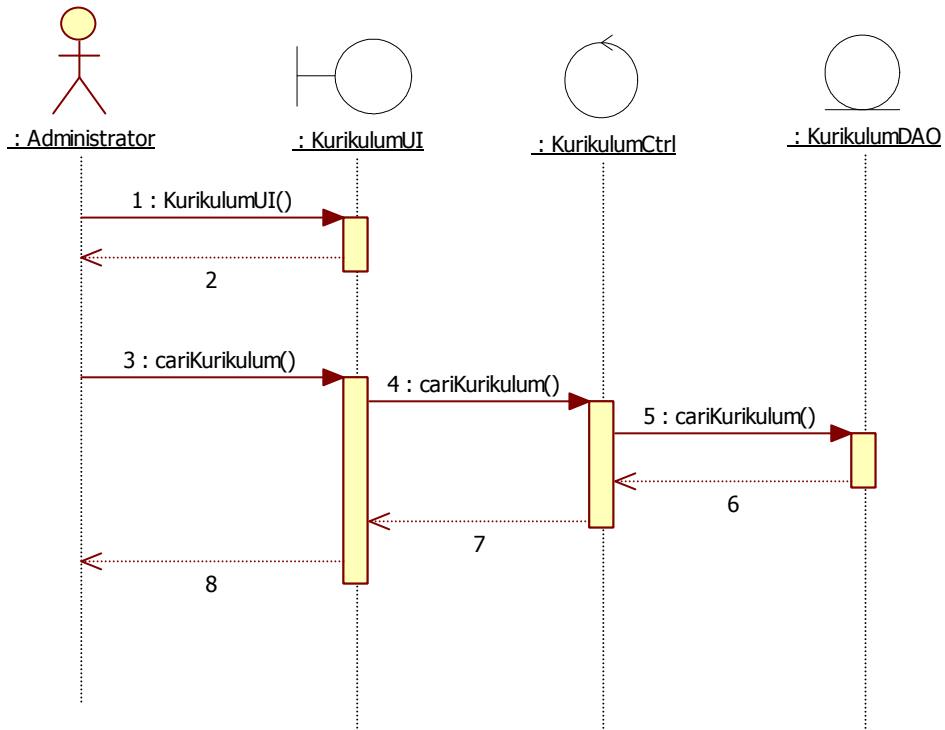 : Administrator
: KurikulumUI
: KurikulumCtrl
: KurikulumDAO
1 : KurikulumUI()
2
3 : cariKurikulum()
4 : cariKurikulum()
5 : cariKurikulum()
6
7
8